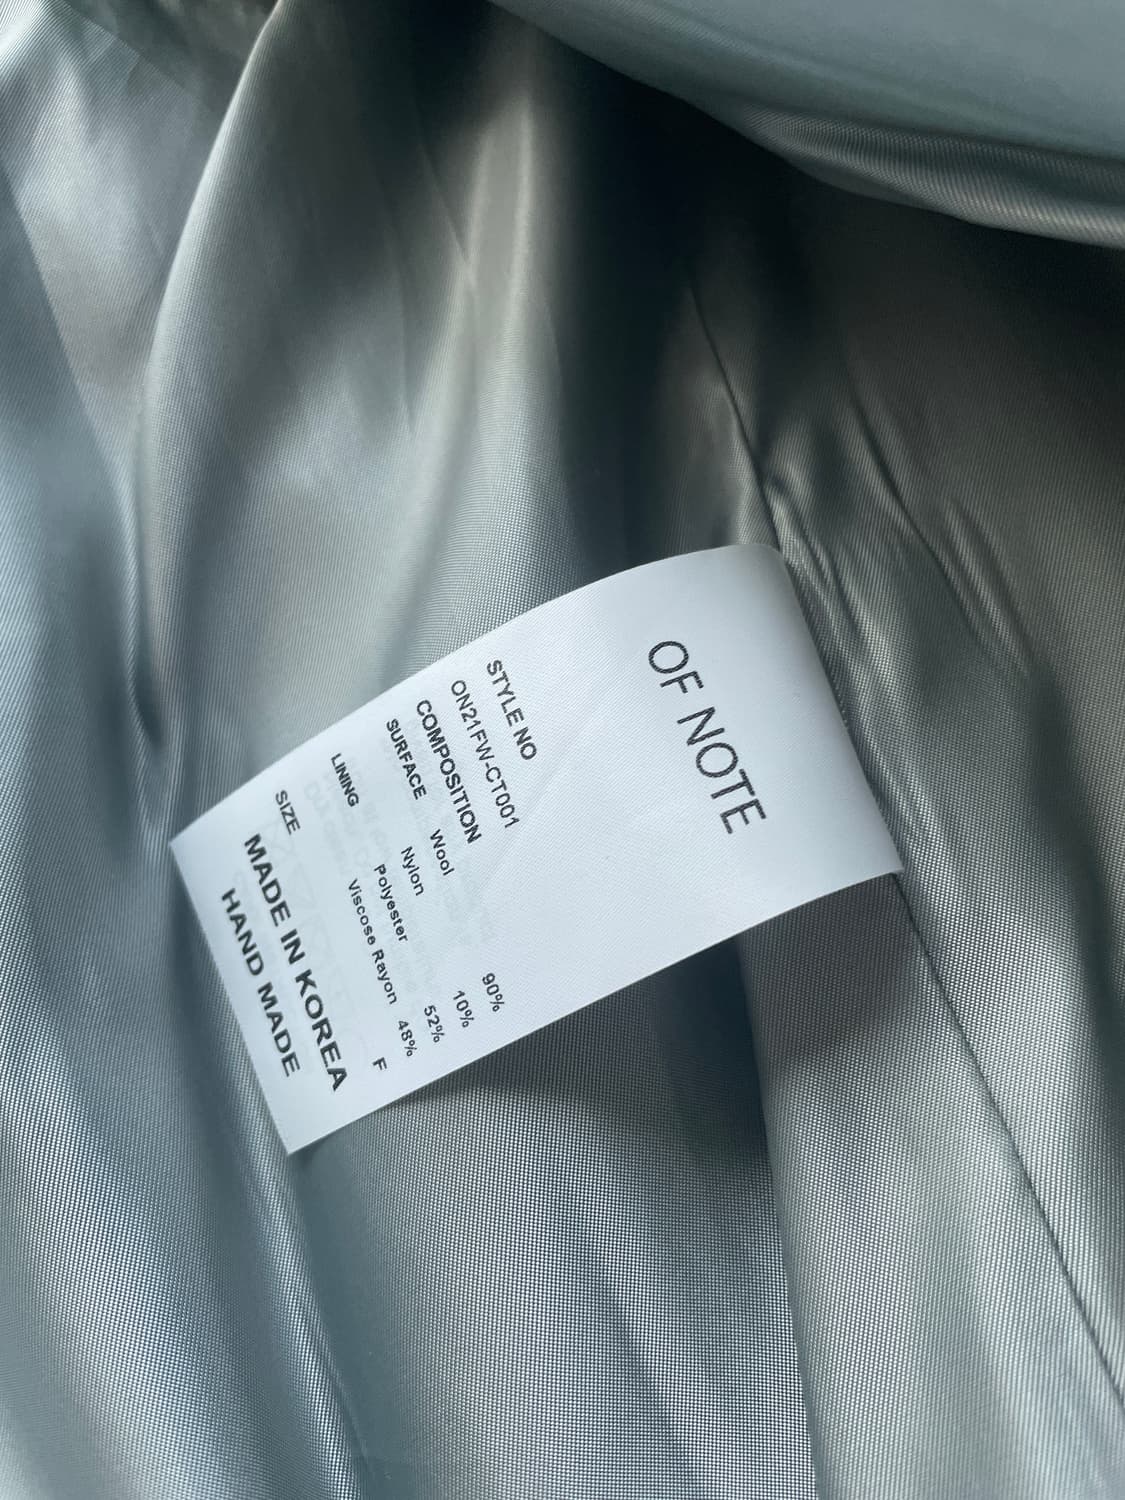 OF NOTE
STYLE NO
ON21FW-CT001
COMPOSITION
SURFACE Wool 90%
Nylon 10%
LINING Polyester 52%
Viscose Rayon 48%
SIZE F
MADE IN KOREA
HAND MADE